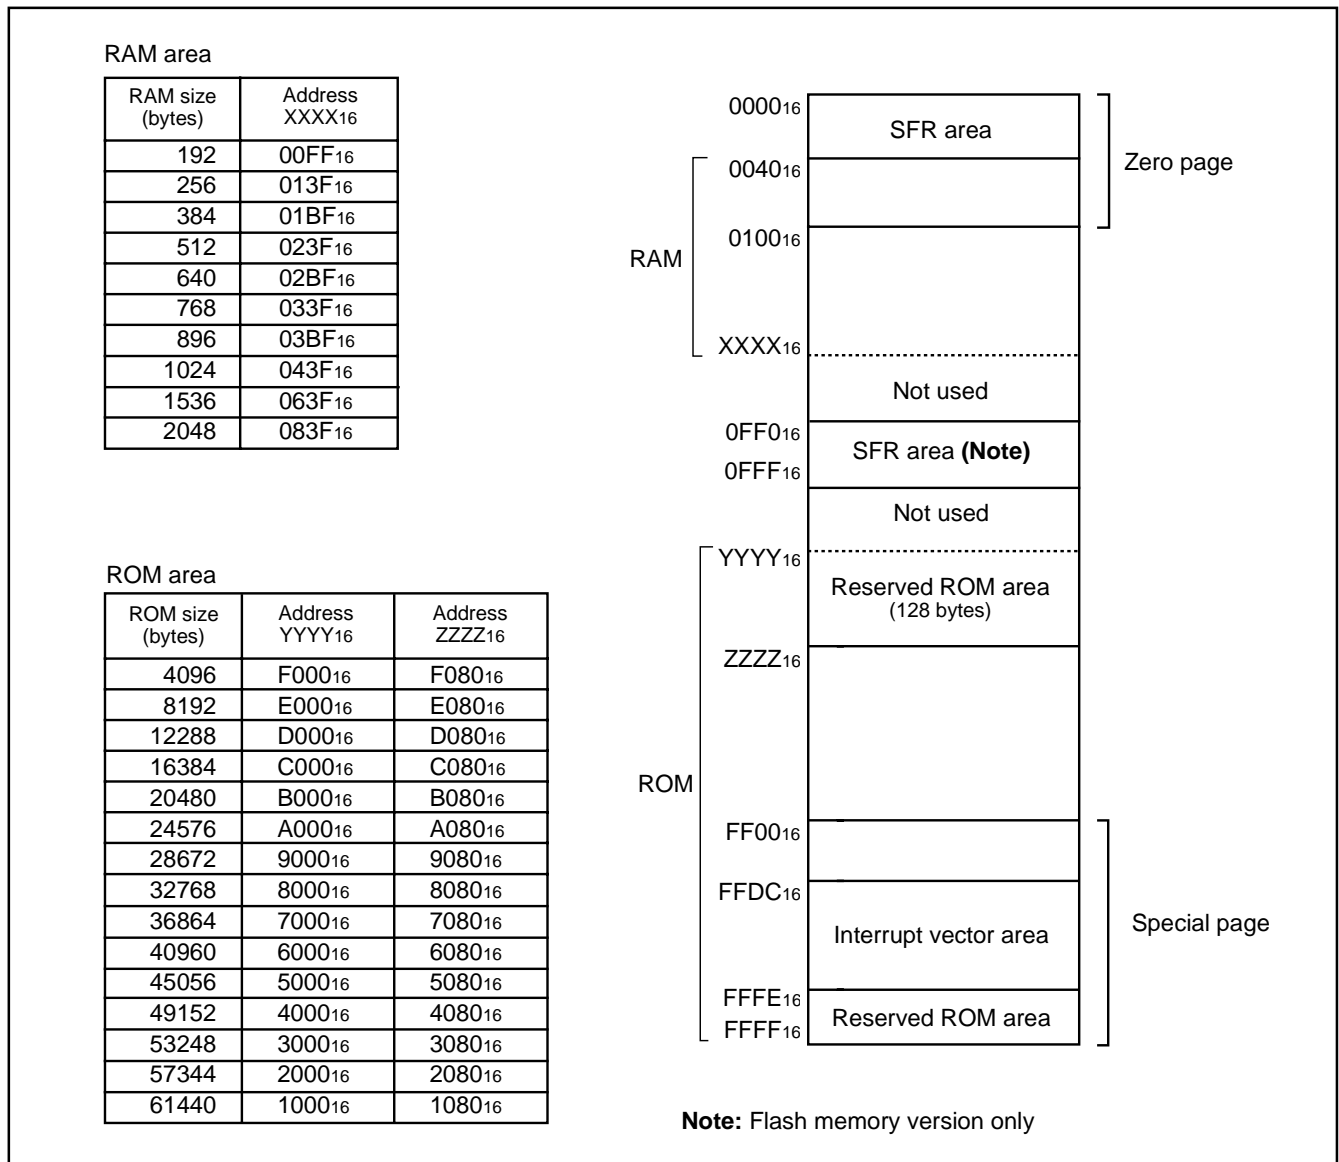 RAM area
RAM size (bytes) Address XXXX16
192 00FF16
256 013F16
384 01BF16
512 023F16
640 02BF16
768 033F16
896 03BF16
1024 043F16
1536 063F16
2048 083F16
ROM area
ROM size (bytes) Address YYYY16 Address ZZZZ16
4096 F00016 F08016
8192 E00016 E08016
12288 D00016 D08016
16384 C00016 C08016
20480 B00016 B08016
24576 A00016 A08016
28672 900016 908016
32768 800016 808016
36864 700016 708016
40960 600016 608016
45056 500016 508016
49152 400016 408016
53248 300016 308016
57344 200016 208016
61440 100016 108016
000016
SFR area
Zero page
004016
010016
RAM
XXXX16
Not used
0FF016
SFR area (Note)
0FFF16
Not used
YYYY16
Reserved ROM area
(128 bytes)
ZZZZ16
ROM
FF0016
FFDC16
Special page
Interrupt vector area
FFFE16
Reserved ROM area
FFFF16
Note: Flash memory version only